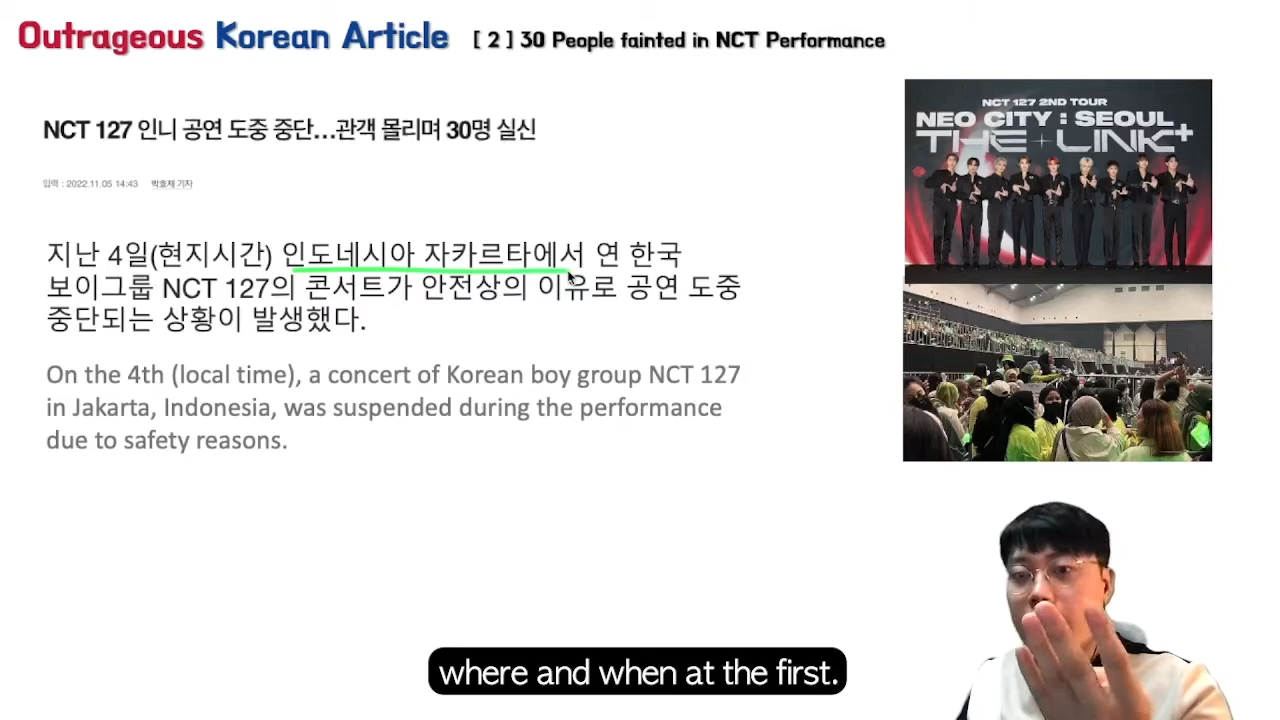 Outrageous Korean Article [ 2 ] 30 People fainted in NCT Performance
NCT 127 인니 공연 도중 중단…관객 몰리며 30명 실신
입력 : 2022.11.05 14:43 박효재 기자
지난 4일(현지시간) 인도네시아 자카르타에서 연 한국
보이그룹 NCT 127의 콘서트가 안전상의 이유로 공연 도중
중단되는 상황이 발생했다.
On the 4th (local time), a concert of Korean boy group NCT 127
in Jakarta, Indonesia, was suspended during the performance
due to safety reasons.
NCT 127 2ND TOUR
NEO CITY : SEOUL
THE LINK+
where and when at the first.